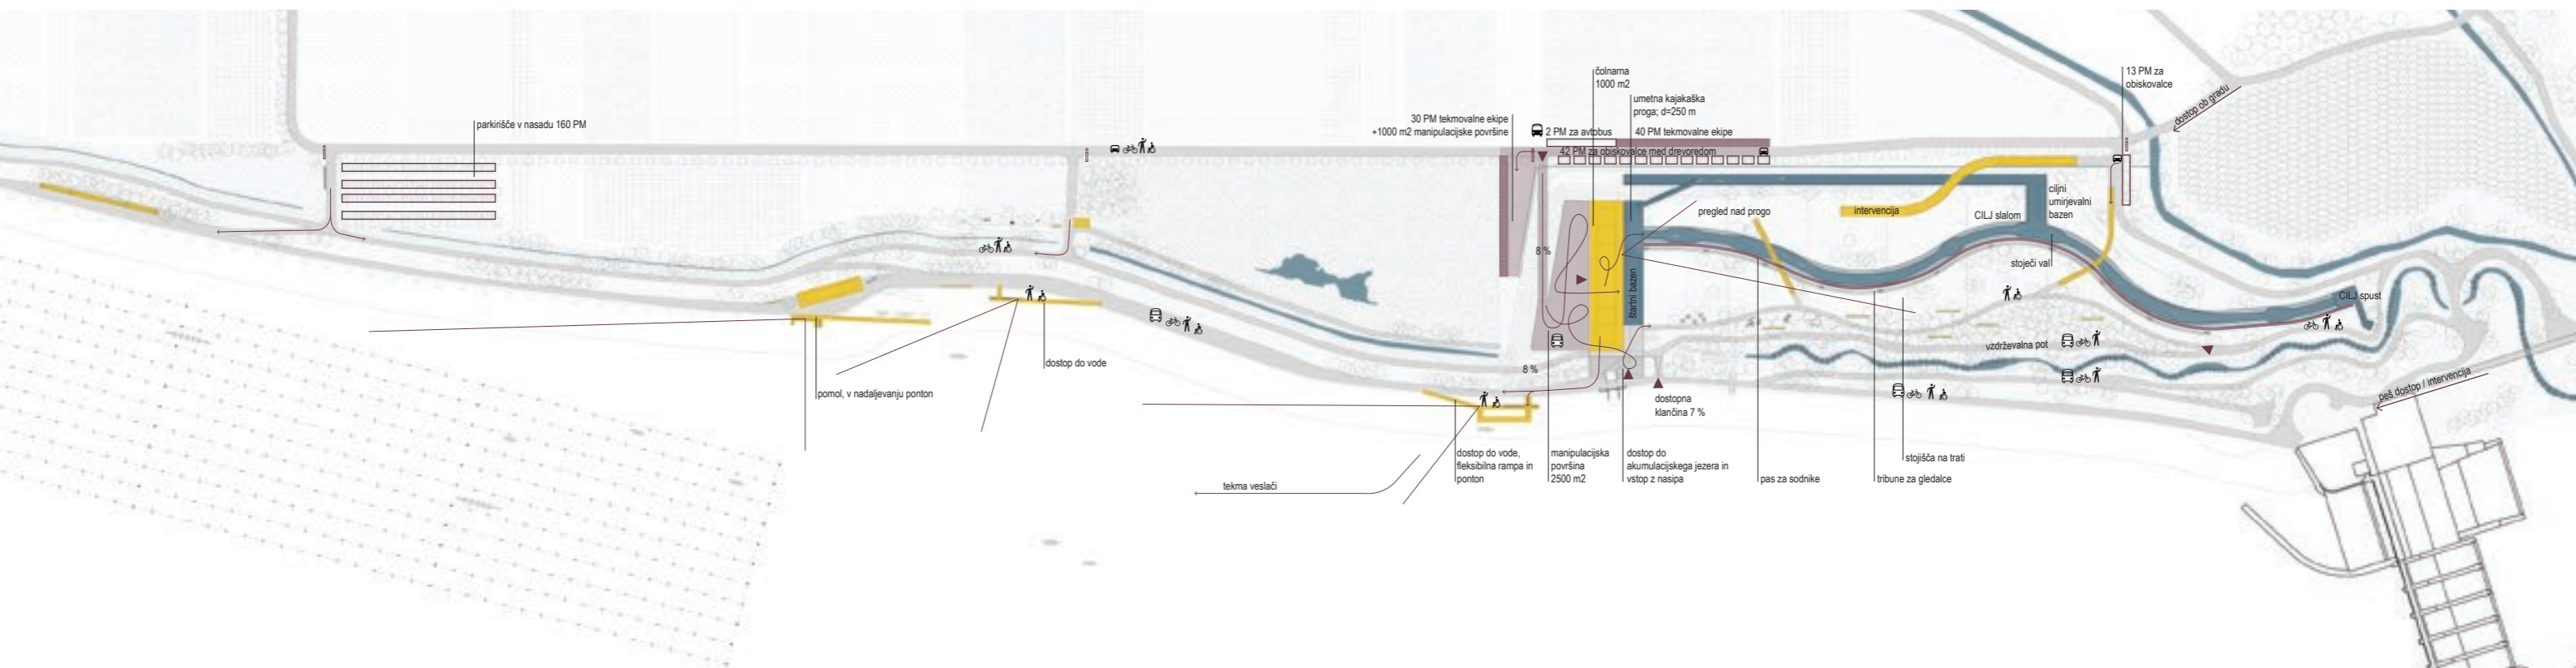 parkirišče v nasadu 160 PM
30 PM tekmovalne ekipe
+1000 m2 manipulacijske površine
čolnarna
1000 m2
umetna kajakaška
proga; d=250 m
2 PM za avtobus
40 PM tekmovalne ekipe
42 PM za obiskovalce med drevoredom
13 PM za
obiskovalce
dostop ob gradu
pregled nad progo
intervencija
CILJ slalom
ciljni
umirjevalni
bazen
stoječi val
8 %
štartni bazen
CILJ spust
vzdrževalna pot
peš dostop / intervencija
dostop do vode
pomol, v nadaljevanju ponton
8 %
dostopna
klančina 7 %
tekma veslači
dostop do vode,
fleksibilna rampa in
ponton
manipulacijska
površina
2500 m2
dostop do
akumulacijskega jezera in
vstop z nasipa
pas za sodnike
tribune za gledalce
stojišča na trati